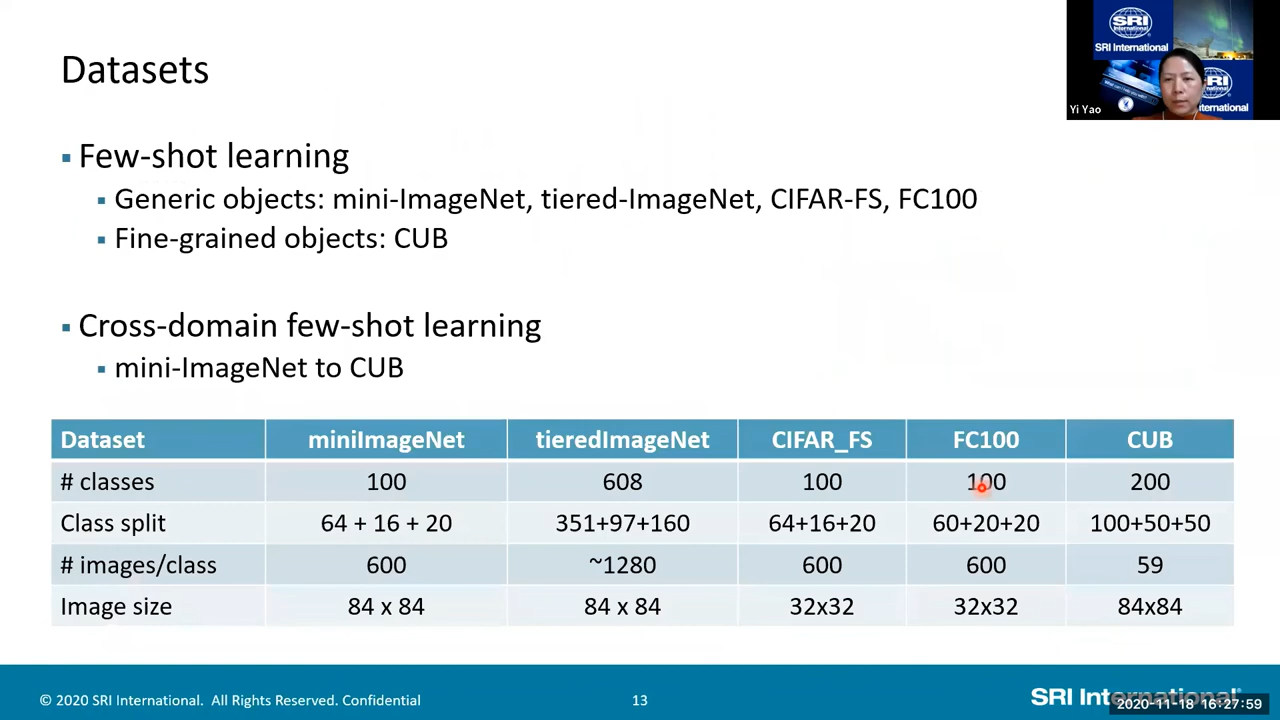 Datasets
SRI International
International
Yi Yao
Few-shot learning
Generic objects: mini-ImageNet, tiered-ImageNet, CIFAR-FS, FC100
Fine-grained objects: CUB
Cross-domain few-shot learning
mini-ImageNet to CUB
Dataset miniImageNet tieredImageNet CIFAR_FS FC100 CUB
# classes 100 608 100 100 200
Class split 64 + 16 + 20 351+97+160 64+16+20 60+20+20 100+50+50
# images/class 600 ~1280 600 600 59
Image size 84 x 84 84 x 84 32x32 32x32 84x84
© 2020 SRI International. All Rights Reserved. Confidential
13
SRI International
2020-11-18 16:27:59